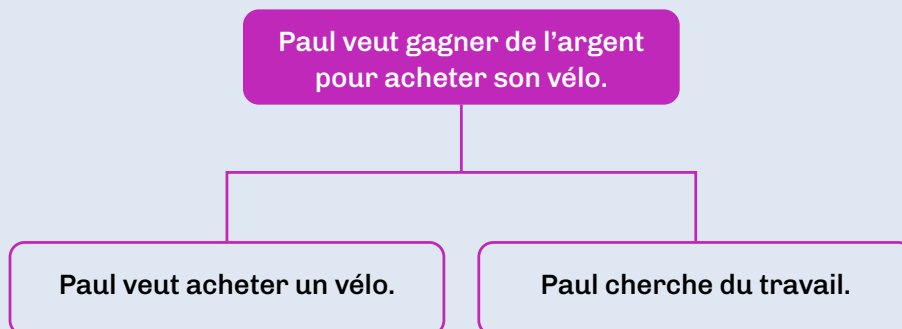 Paul veut gagner de l’argent
pour acheter son vélo.
Paul veut acheter un vélo.
Paul cherche du travail.